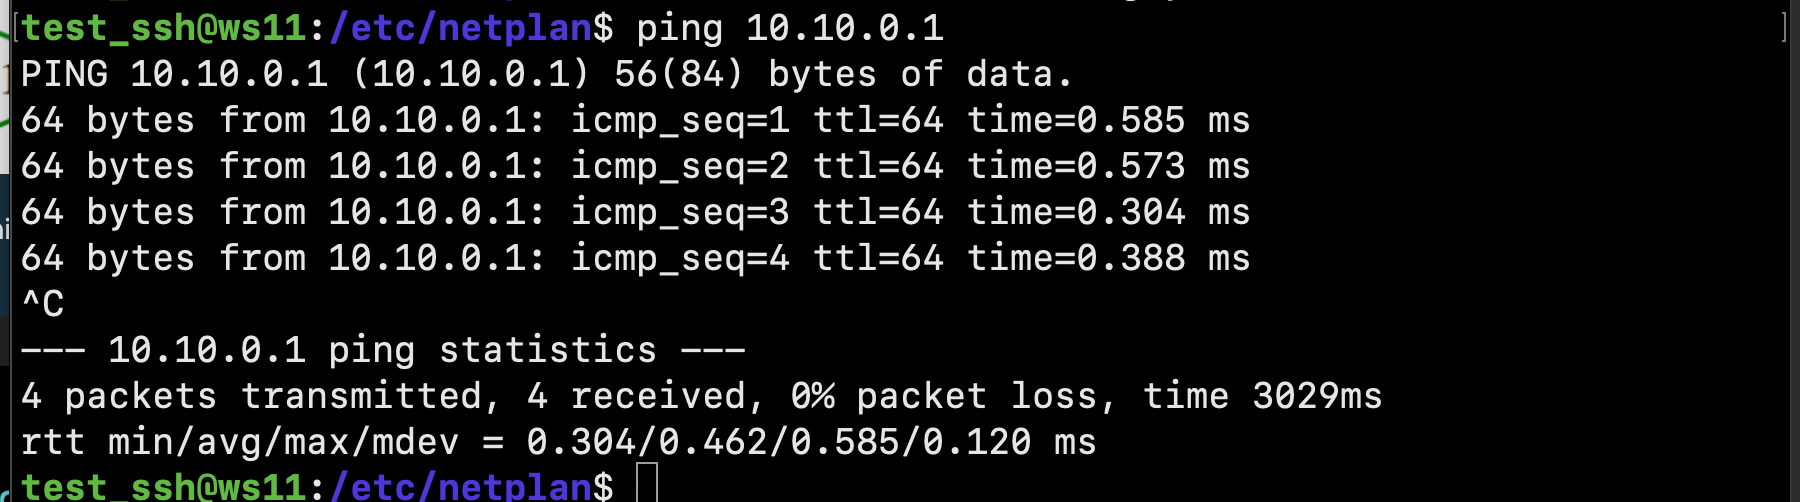 [test_ssh@ws11:/etc/netplan$ ping 10.10.0.1 ]
PING 10.10.0.1 (10.10.0.1) 56(84) bytes of data.
64 bytes from 10.10.0.1: icmp_seq=1 ttl=64 time=0.585 ms
64 bytes from 10.10.0.1: icmp_seq=2 ttl=64 time=0.573 ms
64 bytes from 10.10.0.1: icmp_seq=3 ttl=64 time=0.304 ms
64 bytes from 10.10.0.1: icmp_seq=4 ttl=64 time=0.388 ms
^C
--- 10.10.0.1 ping statistics ---
4 packets transmitted, 4 received, 0% packet loss, time 3029ms
rtt min/avg/max/mdev = 0.304/0.462/0.585/0.120 ms
test_ssh@ws11:/etc/netplan$